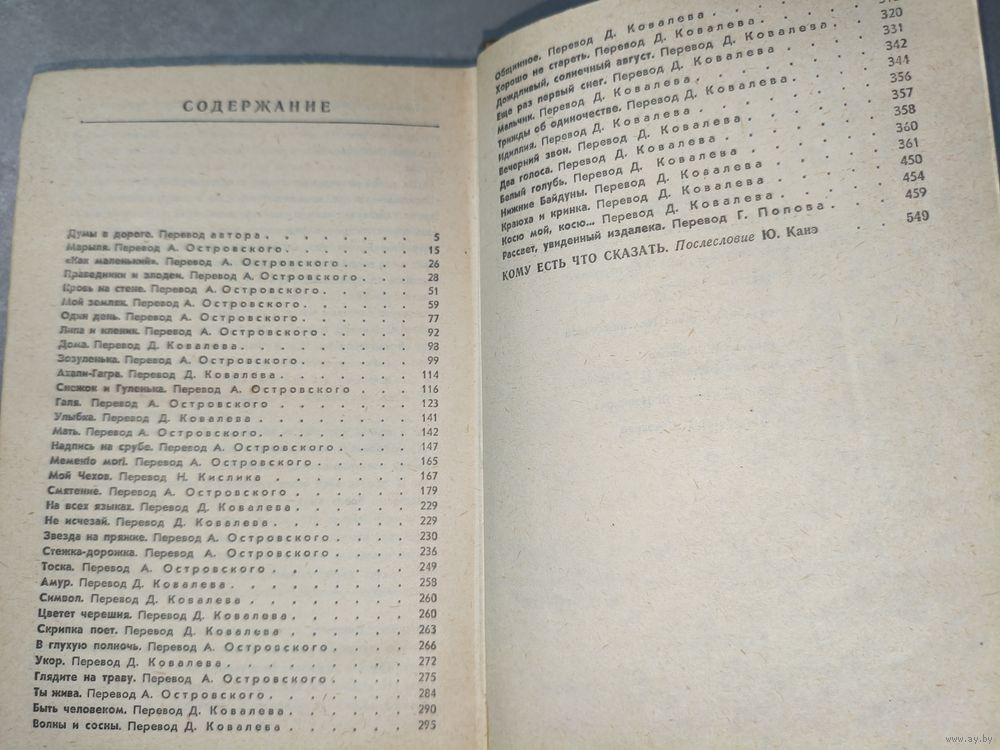 СОДЕРЖАНИЕ
Думы в дороге. Перевод автора . . . . . . . 5
Марыля. Перевод А. Островского . . . . . . 15
«Как маленький». Перевод А. Островского . . . . 26
Праведники и злодеи. Перевод А. Островского . . . 28
Кровь на стене. Перевод А. Островского . . . . 51
Мой земляк. Перевод А. Островского . . . . . 59
Один день. Перевод А. Островского . . . . . 77
Липа и кленик. Перевод А. Островского . . . . 92
Дома. Перевод Д. Ковалева . . . . . . . 98
Зозуленька. Перевод А. Островского . . . . . 99
Ахали-Гагра. Перевод Д. Ковалева . . . . . . 114
Снежок и Гуленька. Перевод А. Островского . . . 116
Галя. Перевод А. Островского . . . . . . 123
Улыбка. Перевод Д. Ковалева . . . . . . . 141
Мать. Перевод А. Островского . . . . . . 142
Надпись на срубе. Перевод А. Островского . . . . 147
Мементо mori. Перевод А. Островского . . . . . 165
Мой Чехов. Перевод Н. Кислика . . . . . . 167
Смятение. Перевод А. Островского . . . . . . 179
На всех языках. Перевод Д. Ковалева . . . . . 229
Не исчезай. Перевод Д. Ковалева . . . . . . 229
Звезда на пряжке. Перевод А. Островского . . . . 230
Стежка-дорожка. Перевод А. Островского . . . . 236
Тоска. Перевод А. Островского . . . . . . 249
Амур. Перевод Д. Ковалева . . . . . . . 258
Символ. Перевод Д. Ковалева . . . . . . . 260
Цветет черешня. Перевод Д. Ковалева . . . . . 260
Скрипка поет. Перевод Д. Ковалева . . . . . 263
В глухую полночь. Перевод А. Островского . . . . 266
Укор. Перевод Д. Ковалева . . . . . . . 272
Глядите на траву. Перевод А. Островского . . . . 275
Ты жива. Перевод А. Островского . . . . . . 284
Быть человеком. Перевод Д. Ковалева . . . . . 290
Волны и сосны. Перевод Д. Ковалева . . . . . 295
Общинное. Перевод Д. Ковалева . . . .
Хорошо не стареть. Перевод Д. Ковалева . . . .
Дождливый, солнечный август. Перевод Д. Ковалева . . 320
Еще раз первый снег. Перевод Д. Ковалева . . . 331
Мальчик. Перевод Д. Ковалева . . . . . . 342
Трижды об одиночестве. Перевод Д. Ковалева . . . 344
Идиллия. Перевод Д. Ковалева . . . . . . 356
Вечерний звон. Перевод Д. Ковалева . . . . . 357
Два голоса. Перевод Д. Ковалева . . . . . 358
Белый голубь. Перевод Д. Ковалева . . . . . 360
Нижние Байдуны. Перевод Д. Ковалева . . . . 361
Краюха и кринка. Перевод Д. Ковалева . . . . 450
Косю мой, косю... Перевод Д. Ковалева . . . . 454
Рассвет, увиденный издалека. Перевод Г. Попова . . 459
КОМУ ЕСТЬ ЧТО СКАЗАТЬ. Послесловие Ю. Канэ . . 549
www.ay.by